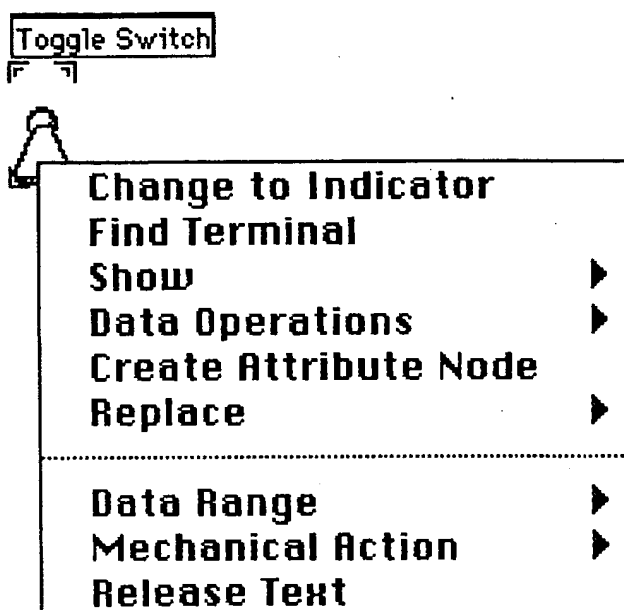 Toggle Switch
Change to Indicator
Find Terminal
Show
Data Operations
Create Attribute Node
Replace
Data Range
Mechanical Action
Release Text